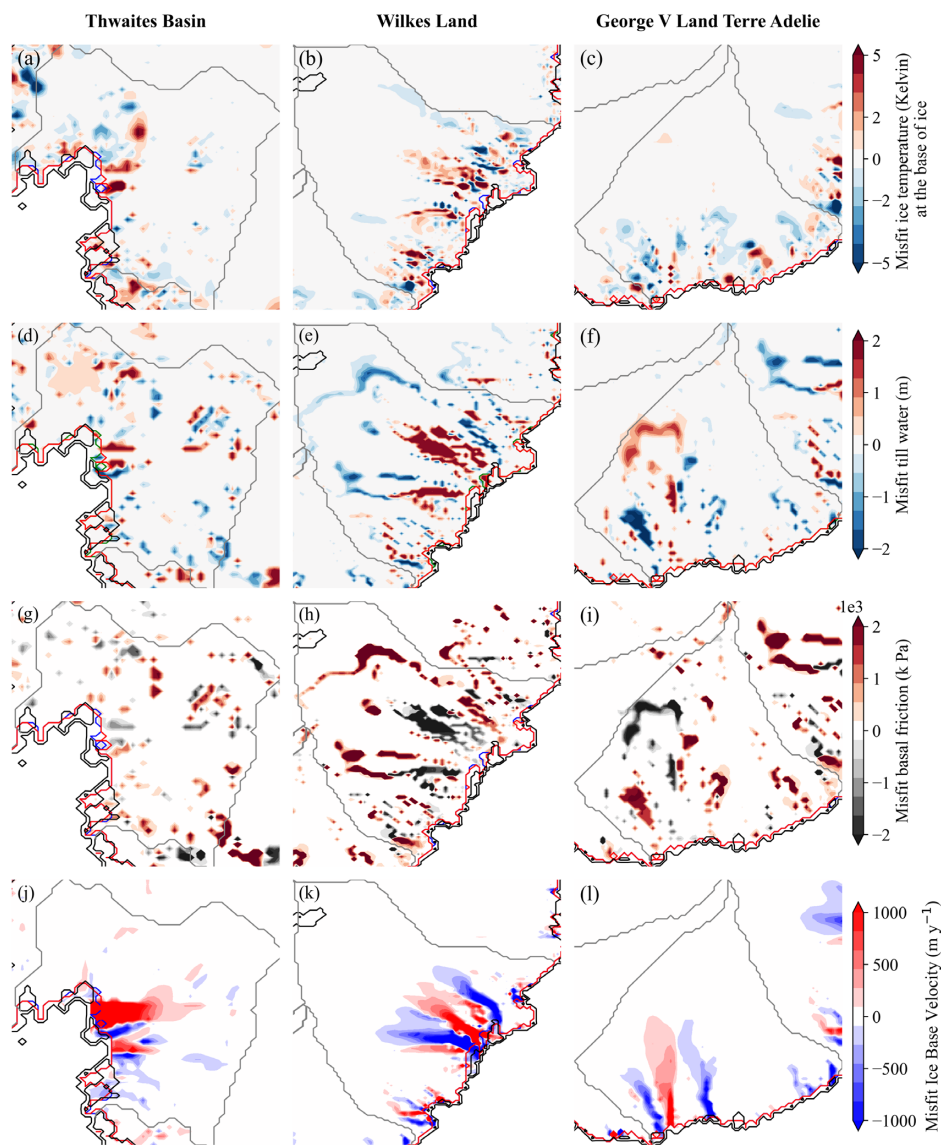 Thwaites Basin
Wilkes Land
George V Land Terre Adelie
(a)
(b)
(c)
5
2
0
−2
−5
Misfit ice temperature (Kelvin)
at the base of ice
(d)
(e)
(f)
2
1
0
−1
−2
Misfit till water (m)
(g)
(h)
(i)
1e3
2
1
0
−1
−2
Misfit basal friction (k Pa)
(j)
(k)
(l)
1000
500
0
−500
−1000
Misfit Ice Base Velocity (m y⁻¹)